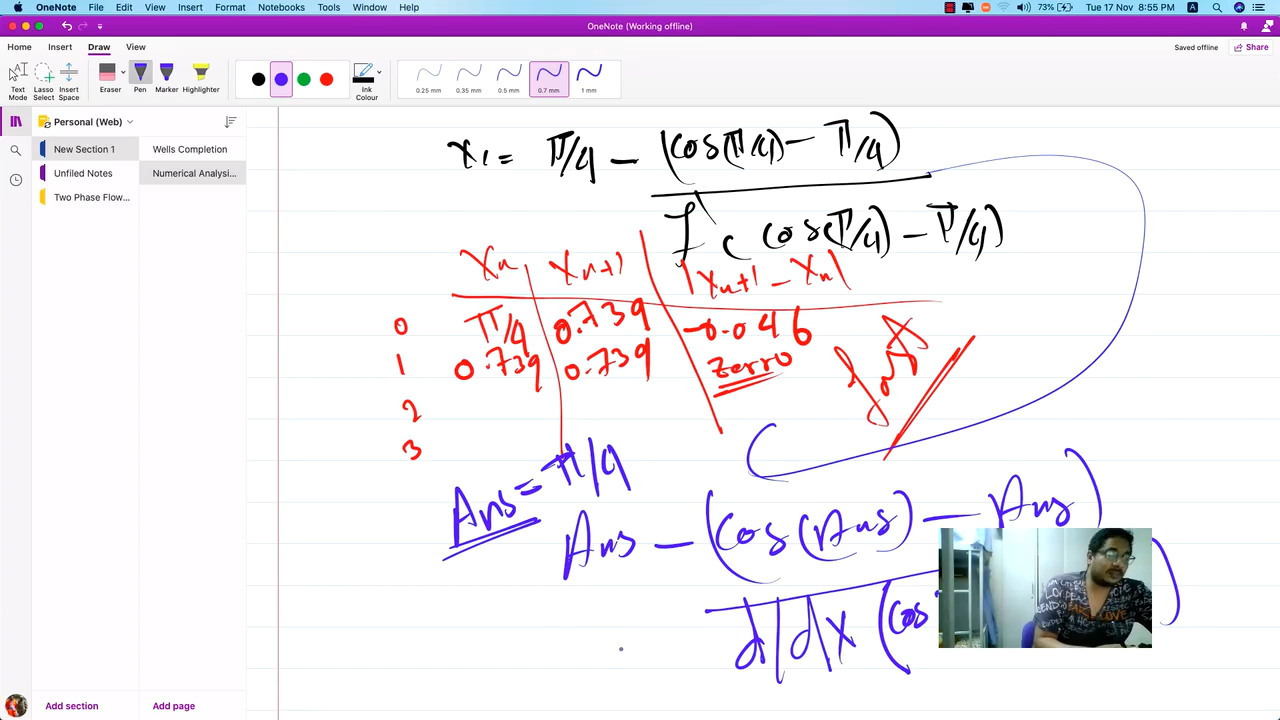 OneNote File Edit View Insert Format Notebooks Tools Window Help 73% A Tue 17 Nov 8:55 PM
OneNote (Working offline)
Home Insert Draw View Saved offline Share
Text Mode Lasso Select Insert Space Eraser Pen Marker Highlighter Ink Colour 0.25 mm 0.35 mm 0.5 mm 0.7 mm 1 mm
Personal (Web)
New Section 1
Unfiled Notes
Two Phase Flow...
Wells Completion
Numerical Analysi...
x1 = π/4 - (cos(π/4) - π/4)
( cos(π/4) - π/4)
Xn Xn+1 |Xn+1 - Xn|
0 π/4 0.739 -0.046
1 0.739 0.739 Zerro
2
3
Ans = π/4
Ans - (cos(Ans) - Ans)
d/dx (cos
Add section Add page